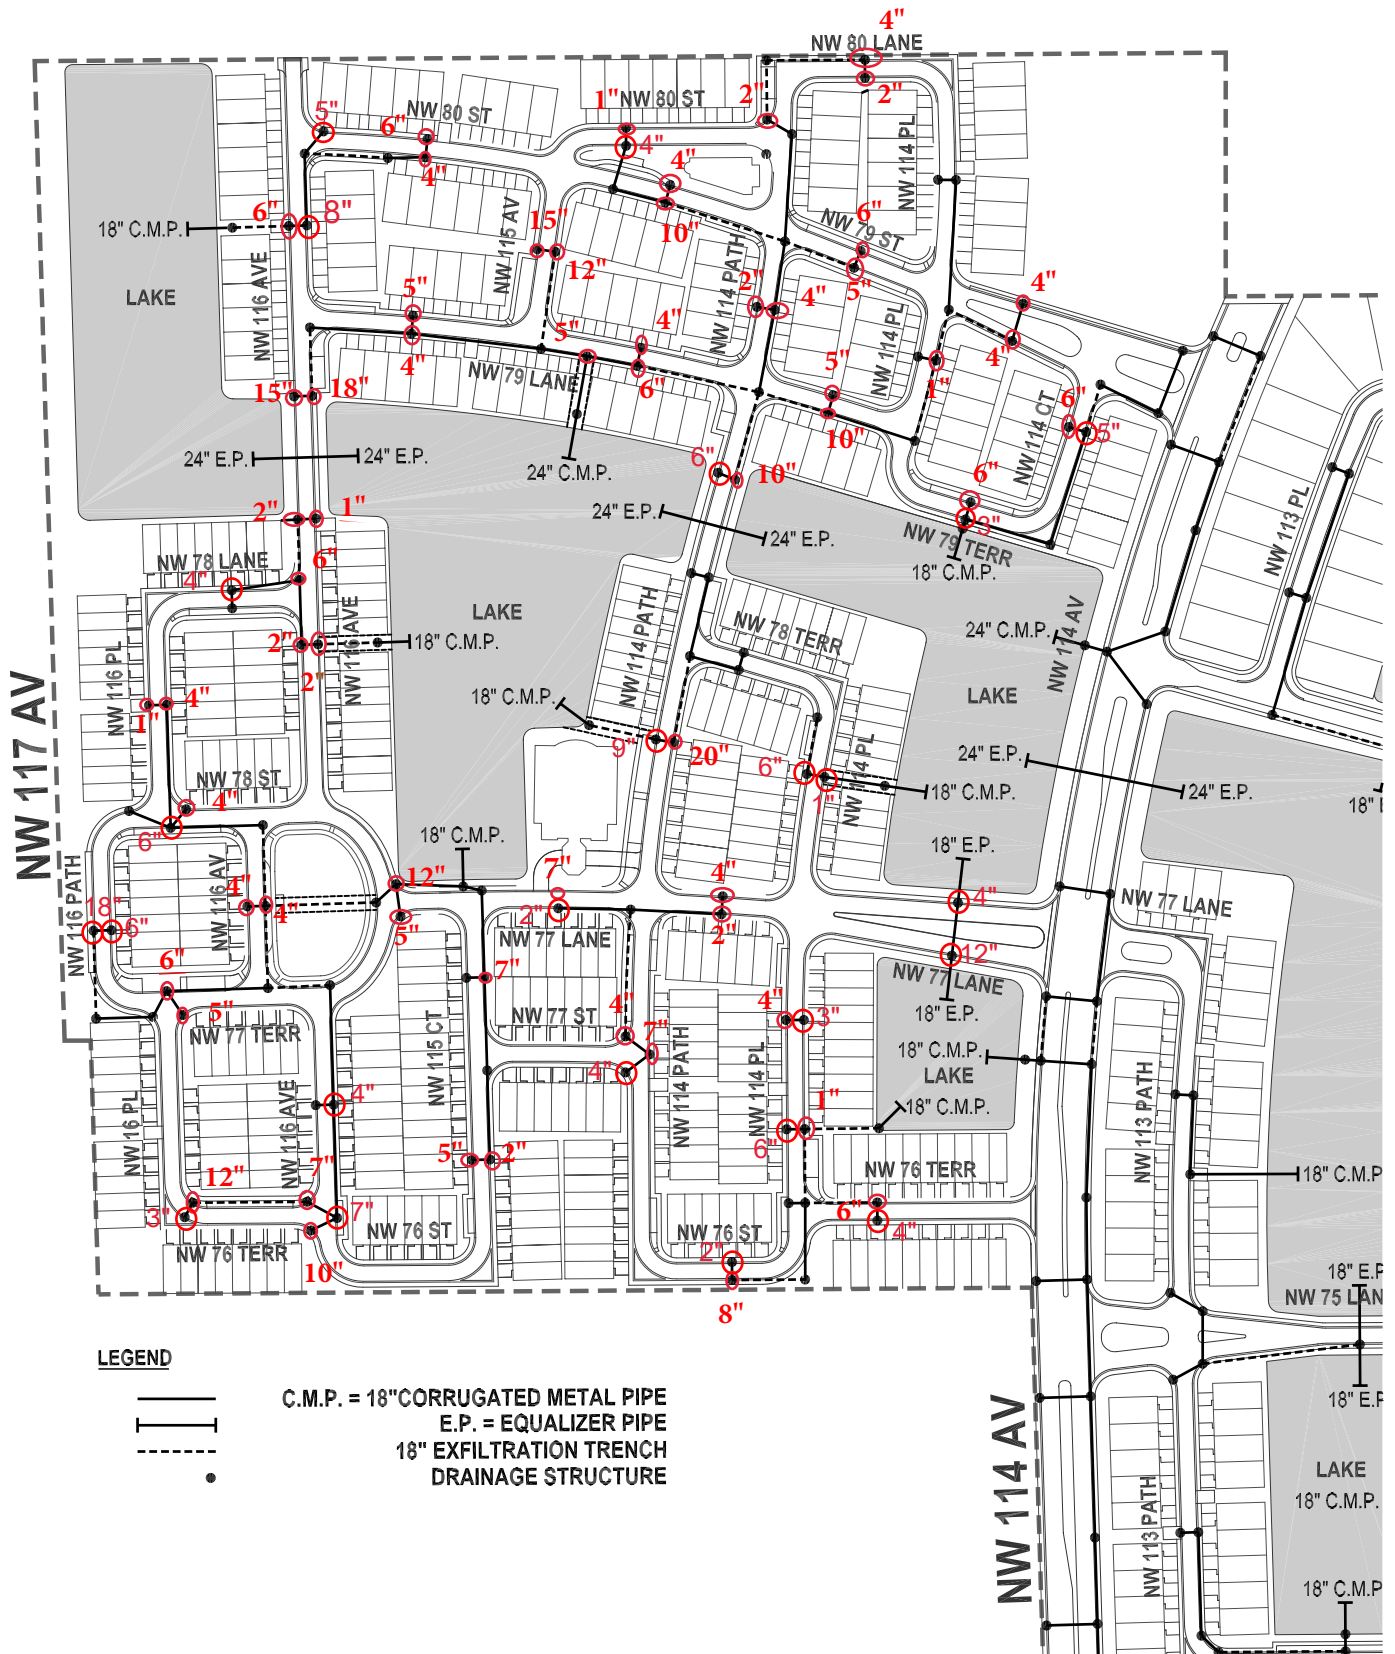 4"
NW 80 LANE
5"
NW 80 ST
6"
4"
1"
NW 80 ST
4"
2"
2"
4"
NW 114 PL
18" C.M.P.
6"
8"
NW 115 AV
15"
12"
10"
6"
NW 79 ST
5"
LAKE
NW 116 AVE
5"
4"
5"
4"
NW 114 PATH
2"
4"
4"
NW 114 PL
4"
NW 79 LANE
6"
5"
1"
15"
18"
10"
6"
NW 114 CT
5"
24" E.P.
24" E.P.
24" C.M.P.
6"
10"
6"
3"
24" E.P.
24" E.P.
NW 79 TERR
18" C.M.P.
NW 113 PL
2"
1"
NW 78 LANE
6"
4"
NW 116 AVE
LAKE
NW 114 PATH
NW 78 TERR
24" C.M.P.
NW 114 AV
2"
18" C.M.P.
2"
NW 116 PL
4"
1"
18" C.M.P.
LAKE
NW 117 AV
9"
20"
6"
1"
NW 114 PL
18" C.M.P.
24" E.P.
24" E.P.
18"
NW 78 ST
4"
6"
18" C.M.P.
18" E.P.
NW 116 PATH
18"
6"
NW 116 AV
4"
4"
12"
5"
7"
2"
4"
2"
4"
NW 77 LANE
NW 77 LANE
12"
NW 77 LANE
18" E.P.
6"
5"
NW 77 TERR
7"
NW 77 ST
4"
7"
4"
4"
3"
18" C.M.P.
LAKE
18" C.M.P.
NW 116 PL
NW 116 AVE
4"
NW 115 CT
NW 114 PATH
NW 114 PL
1"
6"
NW 113 PATH
12"
7"
5"
2"
NW 76 TERR
18" C.M.P
3"
7"
NW 76 ST
NW 76 ST
6"
4"
NW 76 TERR
10"
2"
8"
18" E.P
NW 75 LAN
LEGEND
C.M.P. = 18"CORRUGATED METAL PIPE
E.P. = EQUALIZER PIPE
18" EXFILTRATION TRENCH
DRAINAGE STRUCTURE
18" E.P
NW 114 AV
NW 113 PATH
LAKE
18" C.M.P.
18" C.M.P